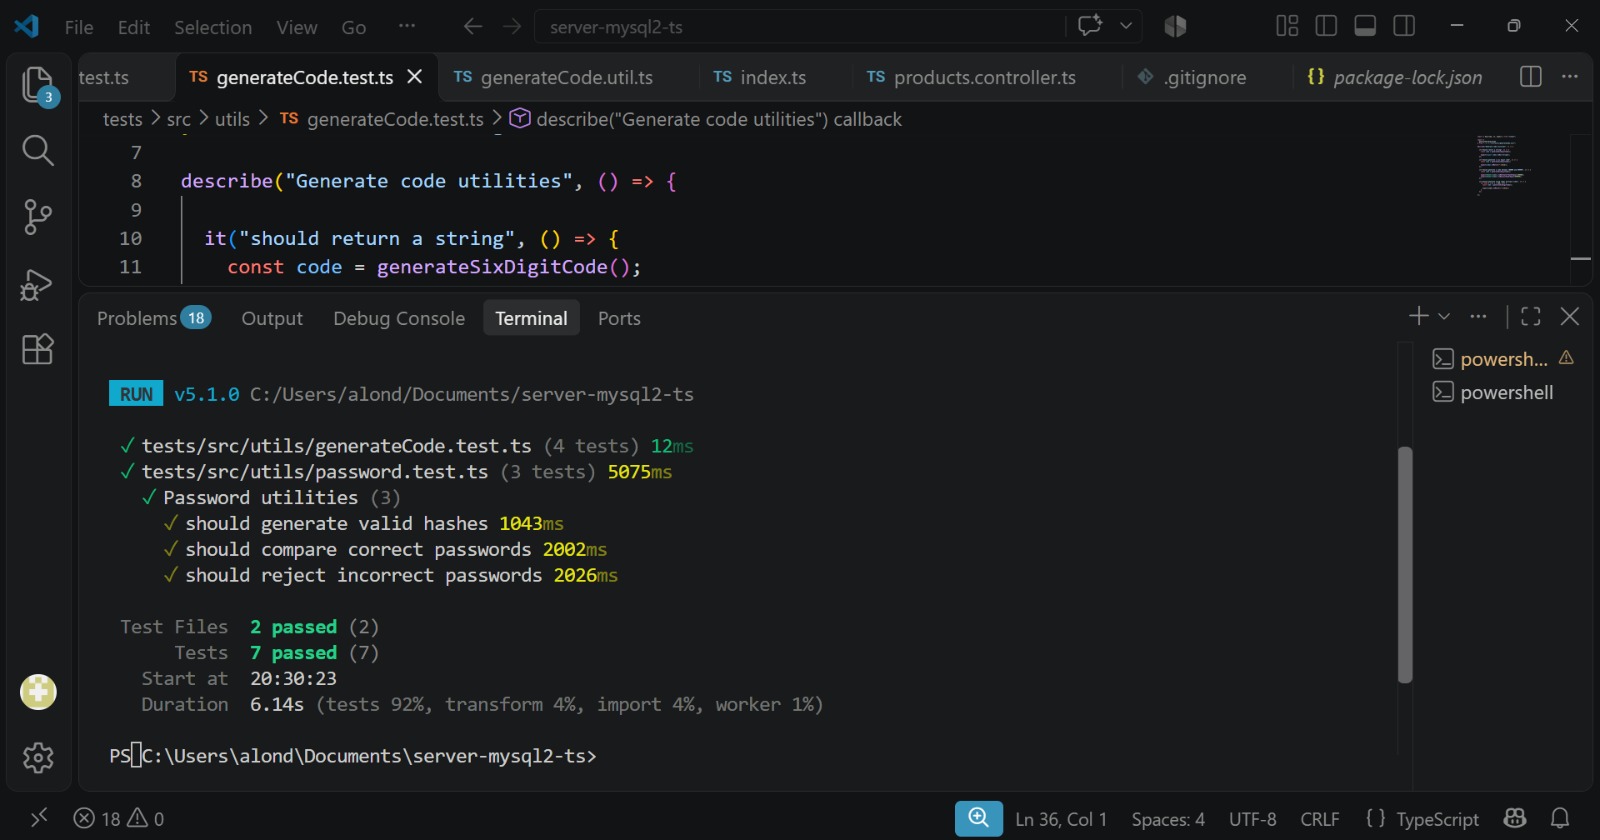 File Edit Selection View Go ··· server-mysql2-ts
3
test.ts TS generateCode.test.ts TS generateCode.util.ts TS index.ts TS products.controller.ts .gitignore {} package-lock.json ···
tests > src > utils > TS generateCode.test.ts > describe("Generate code utilities") callback
7
8 describe("Generate code utilities", () => {
9
10 it("should return a string", () => {
11 const code = generateSixDigitCode();
Problems 18 Output Debug Console Terminal Ports
powersh...
powershell
RUN v5.1.0 C:/Users/alond/Documents/server-mysql2-ts
✓ tests/src/utils/generateCode.test.ts (4 tests) 12ms
✓ tests/src/utils/password.test.ts (3 tests) 5075ms
✓ Password utilities (3)
✓ should generate valid hashes 1043ms
✓ should compare correct passwords 2002ms
✓ should reject incorrect passwords 2026ms
Test Files 2 passed (2)
Tests 7 passed (7)
Start at 20:30:23
Duration 6.14s (tests 92%, transform 4%, import 4%, worker 1%)
PS C:\Users\alond\Documents\server-mysql2-ts>
18 0 Ln 36, Col 1 Spaces: 4 UTF-8 CRLF {} TypeScript